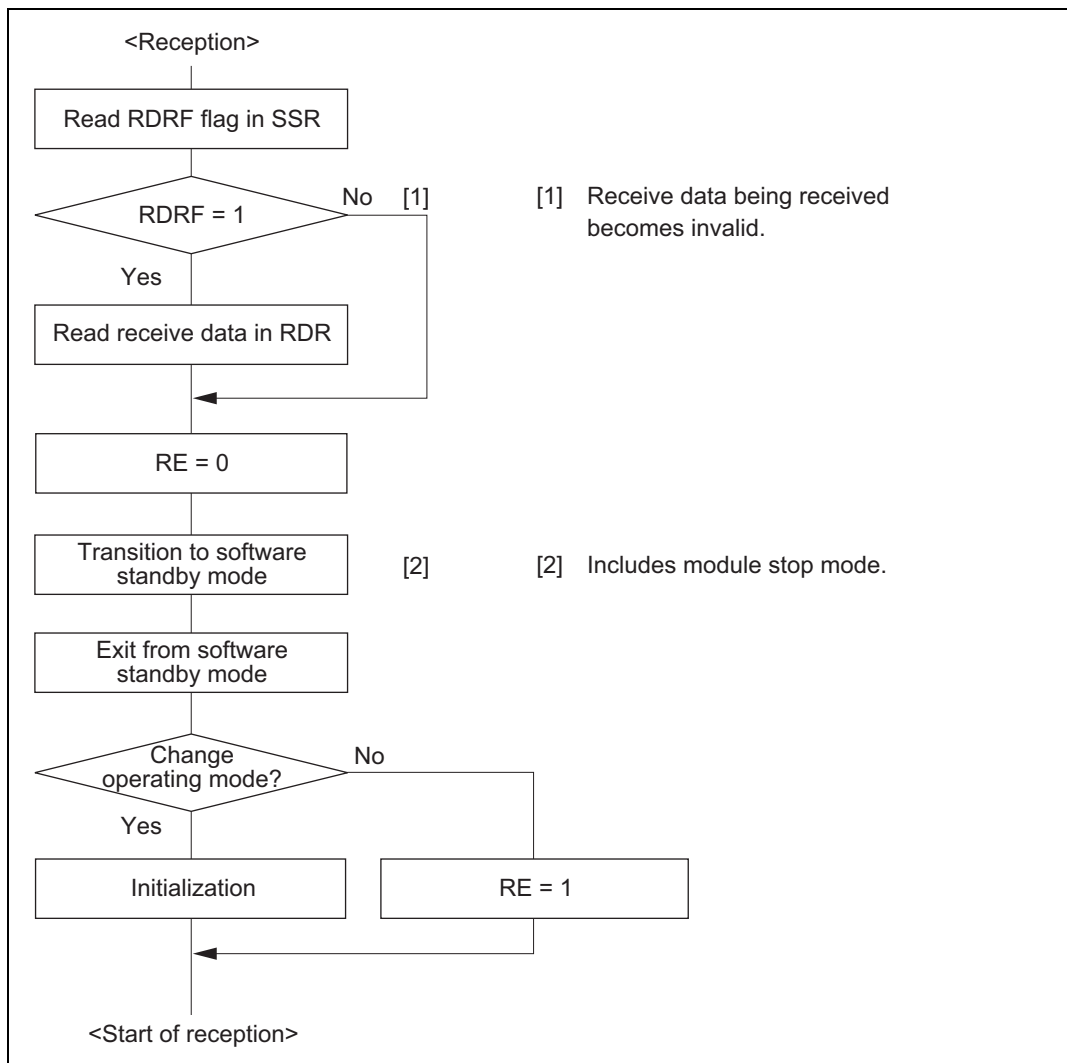 <Reception>
Read RDRF flag in SSR
No [1] [1] Receive data being received
RDRF = 1
becomes invalid.
Yes
Read receive data in RDR
RE = 0
Transition to software
standby mode
[2] [2] Includes module stop mode.
Exit from software
standby mode
Change
operating mode?
No
Yes
Initialization
RE = 1
<Start of reception>